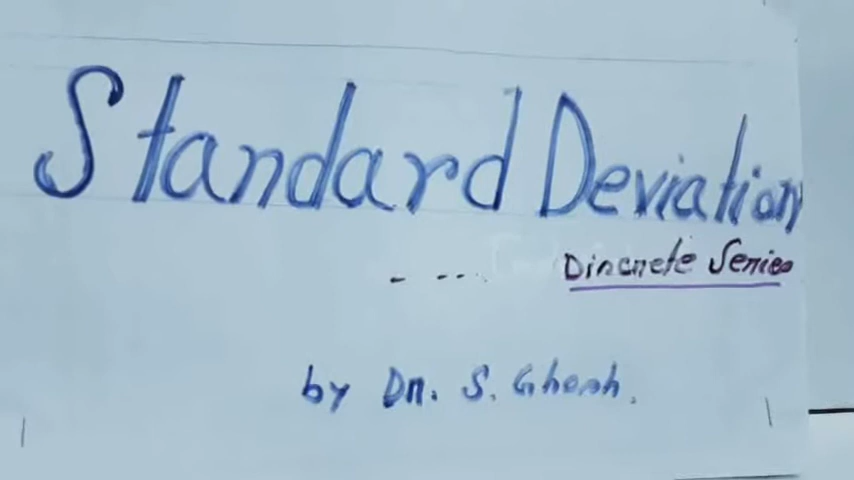 Standard Deviation
Discrete Series
by Dr. S. Ghosh.